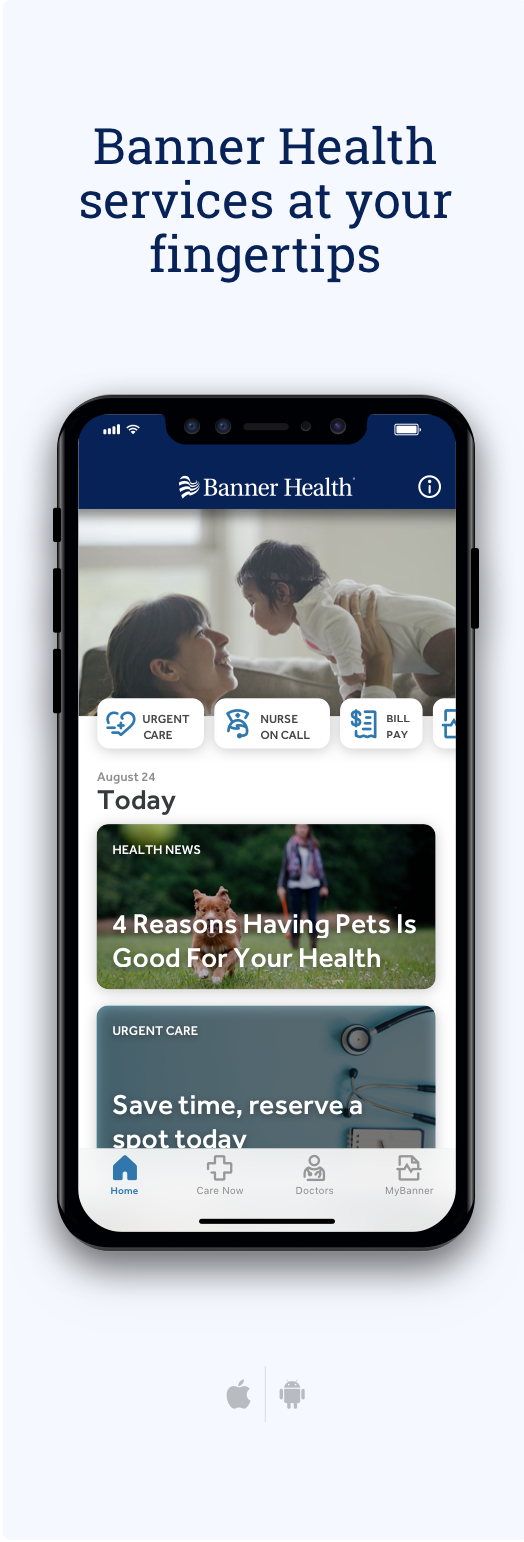 Banner Health
services at your
fingertips
Banner Health
URGENT
CARE
NURSE
ON CALL
BILL
PAY
August 24
Today
HEALTH NEWS
4 Reasons Having Pets Is
Good For Your Health
URGENT CARE
Save time, reserve a
spot today
Home
Care Now
Doctors
MyBanner